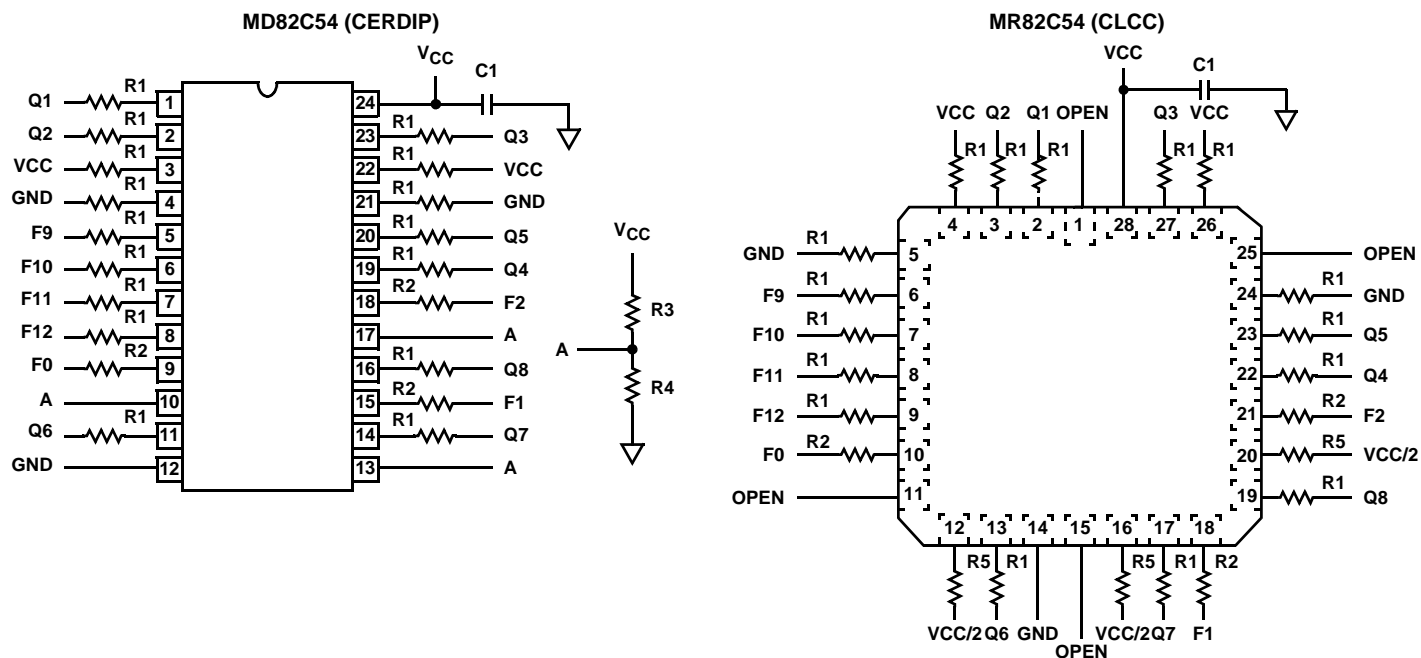 MD82C54 (CERDIP)
VCC
C1
Q1 R1 1
Q2 R1 2
VCC R1 3
GND R1 4
F9 R1 5
F10 R1 6
F11 R1 7
F12 R1 8
F0 R2 9
A 10
Q6 R1 11
GND 12
24
23 R1 Q3
22 R1 VCC
21 R1 GND
20 R1 Q5
19 R1 Q4
18 R2 F2
17 A
16 R1 Q8
15 R2 F1
14 R1 Q7
13 A
VCC
R3
A
R4
MR82C54 (CLCC)
VCC
C1
VCC Q2 Q1 OPEN Q3 VCC
R1 R1 R1 R1 R1
4 3 2 1 28 27 26
GND R1 5
F9 R1 6
F10 R1 7
F11 R1 8
F12 R1 9
F0 R2 10
OPEN 11
25 OPEN
24 R1 GND
23 R1 Q5
22 R1 Q4
21 R2 F2
20 R5 VCC/2
19 R1 Q8
12 13 14 15 16 17 18
R5 R1 R5 R1 R2
VCC/2 Q6 GND OPEN VCC/2 Q7 F1